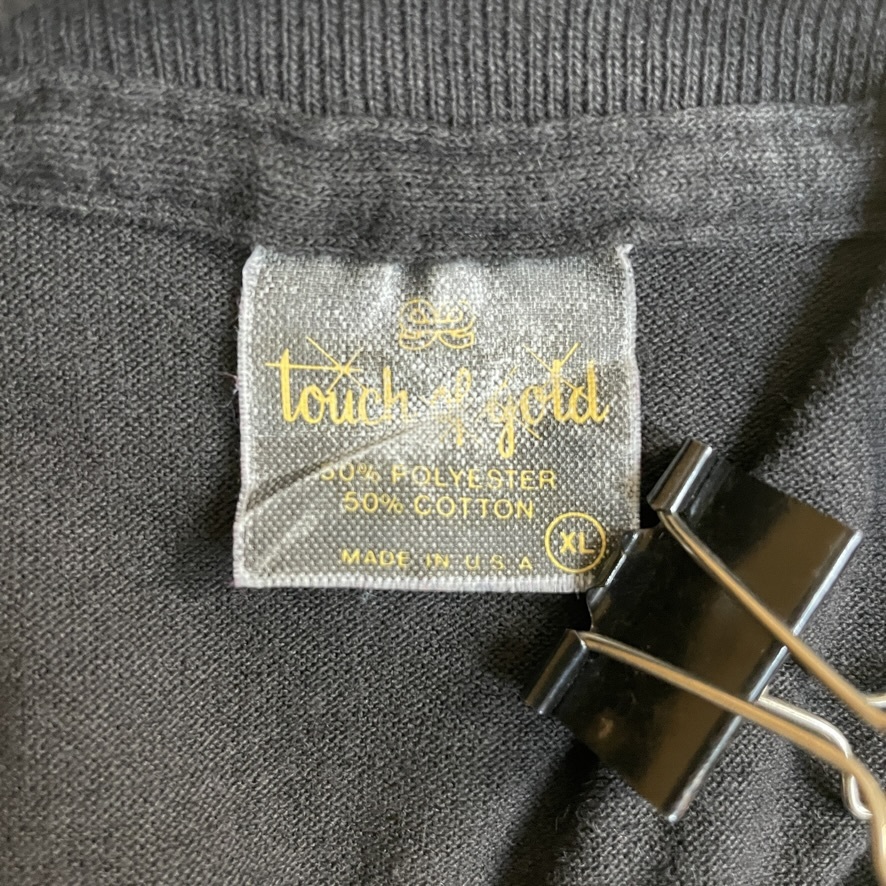 touch of gold
50% POLYESTER
50% COTTON
XL
MADE IN U.S.A